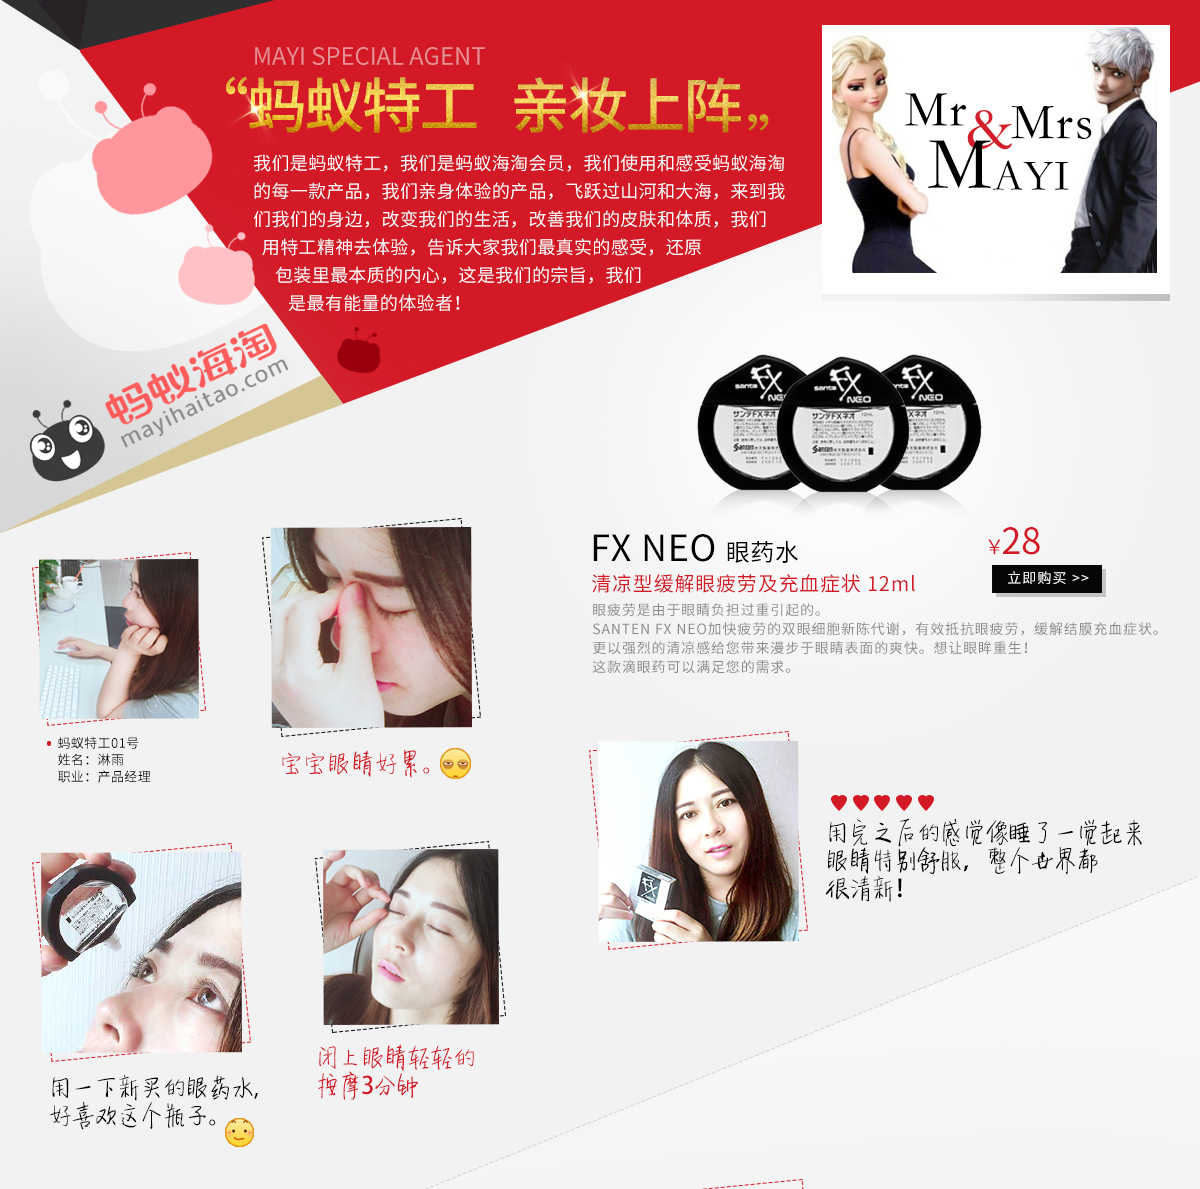 MAYI SPECIAL AGENT
“蚂蚁特工 亲妆上阵”
我们是蚂蚁特工，我们是蚂蚁海淘会员，我们使用和感受蚂蚁海淘
的每一款产品，我们亲身体验的产品，飞跃过山河和大海，来到我
们我们的身边，改变我们的生活，改善我们的皮肤和体质，我们
用特工精神去体验，告诉大家我们最真实的感受，还原
包装里最本质的内心，这是我们的宗旨，我们
是最有能量的体验者！
Mr & Mrs
MAYI
蚂蚁海淘
mayihaitao.com
santa FX NEO
サンテFXネオ 12mL
Santen
FX NEO 眼药水
¥28
清凉型缓解眼疲劳及充血症状 12ml
立即购买 >>
眼疲劳是由于眼睛负担过重引起的。
SANTEN FX NEO加快疲劳的双眼细胞新陈代谢，有效抵抗眼疲劳，缓解结膜充血症状。
更以强烈的清凉感给您带来漫步于眼睛表面的爽快。想让眼眸重生！
这款滴眼药可以满足您的需求。
蚂蚁特工01号
姓名：淋雨
职业：产品经理
宝宝眼睛好累。
用完之后的感觉像睡了一觉起来
眼睛特别舒服，整个世界都
很清新！
用一下新买的眼药水,
好喜欢这个瓶子。
闭上眼睛轻轻的
按摩3分钟